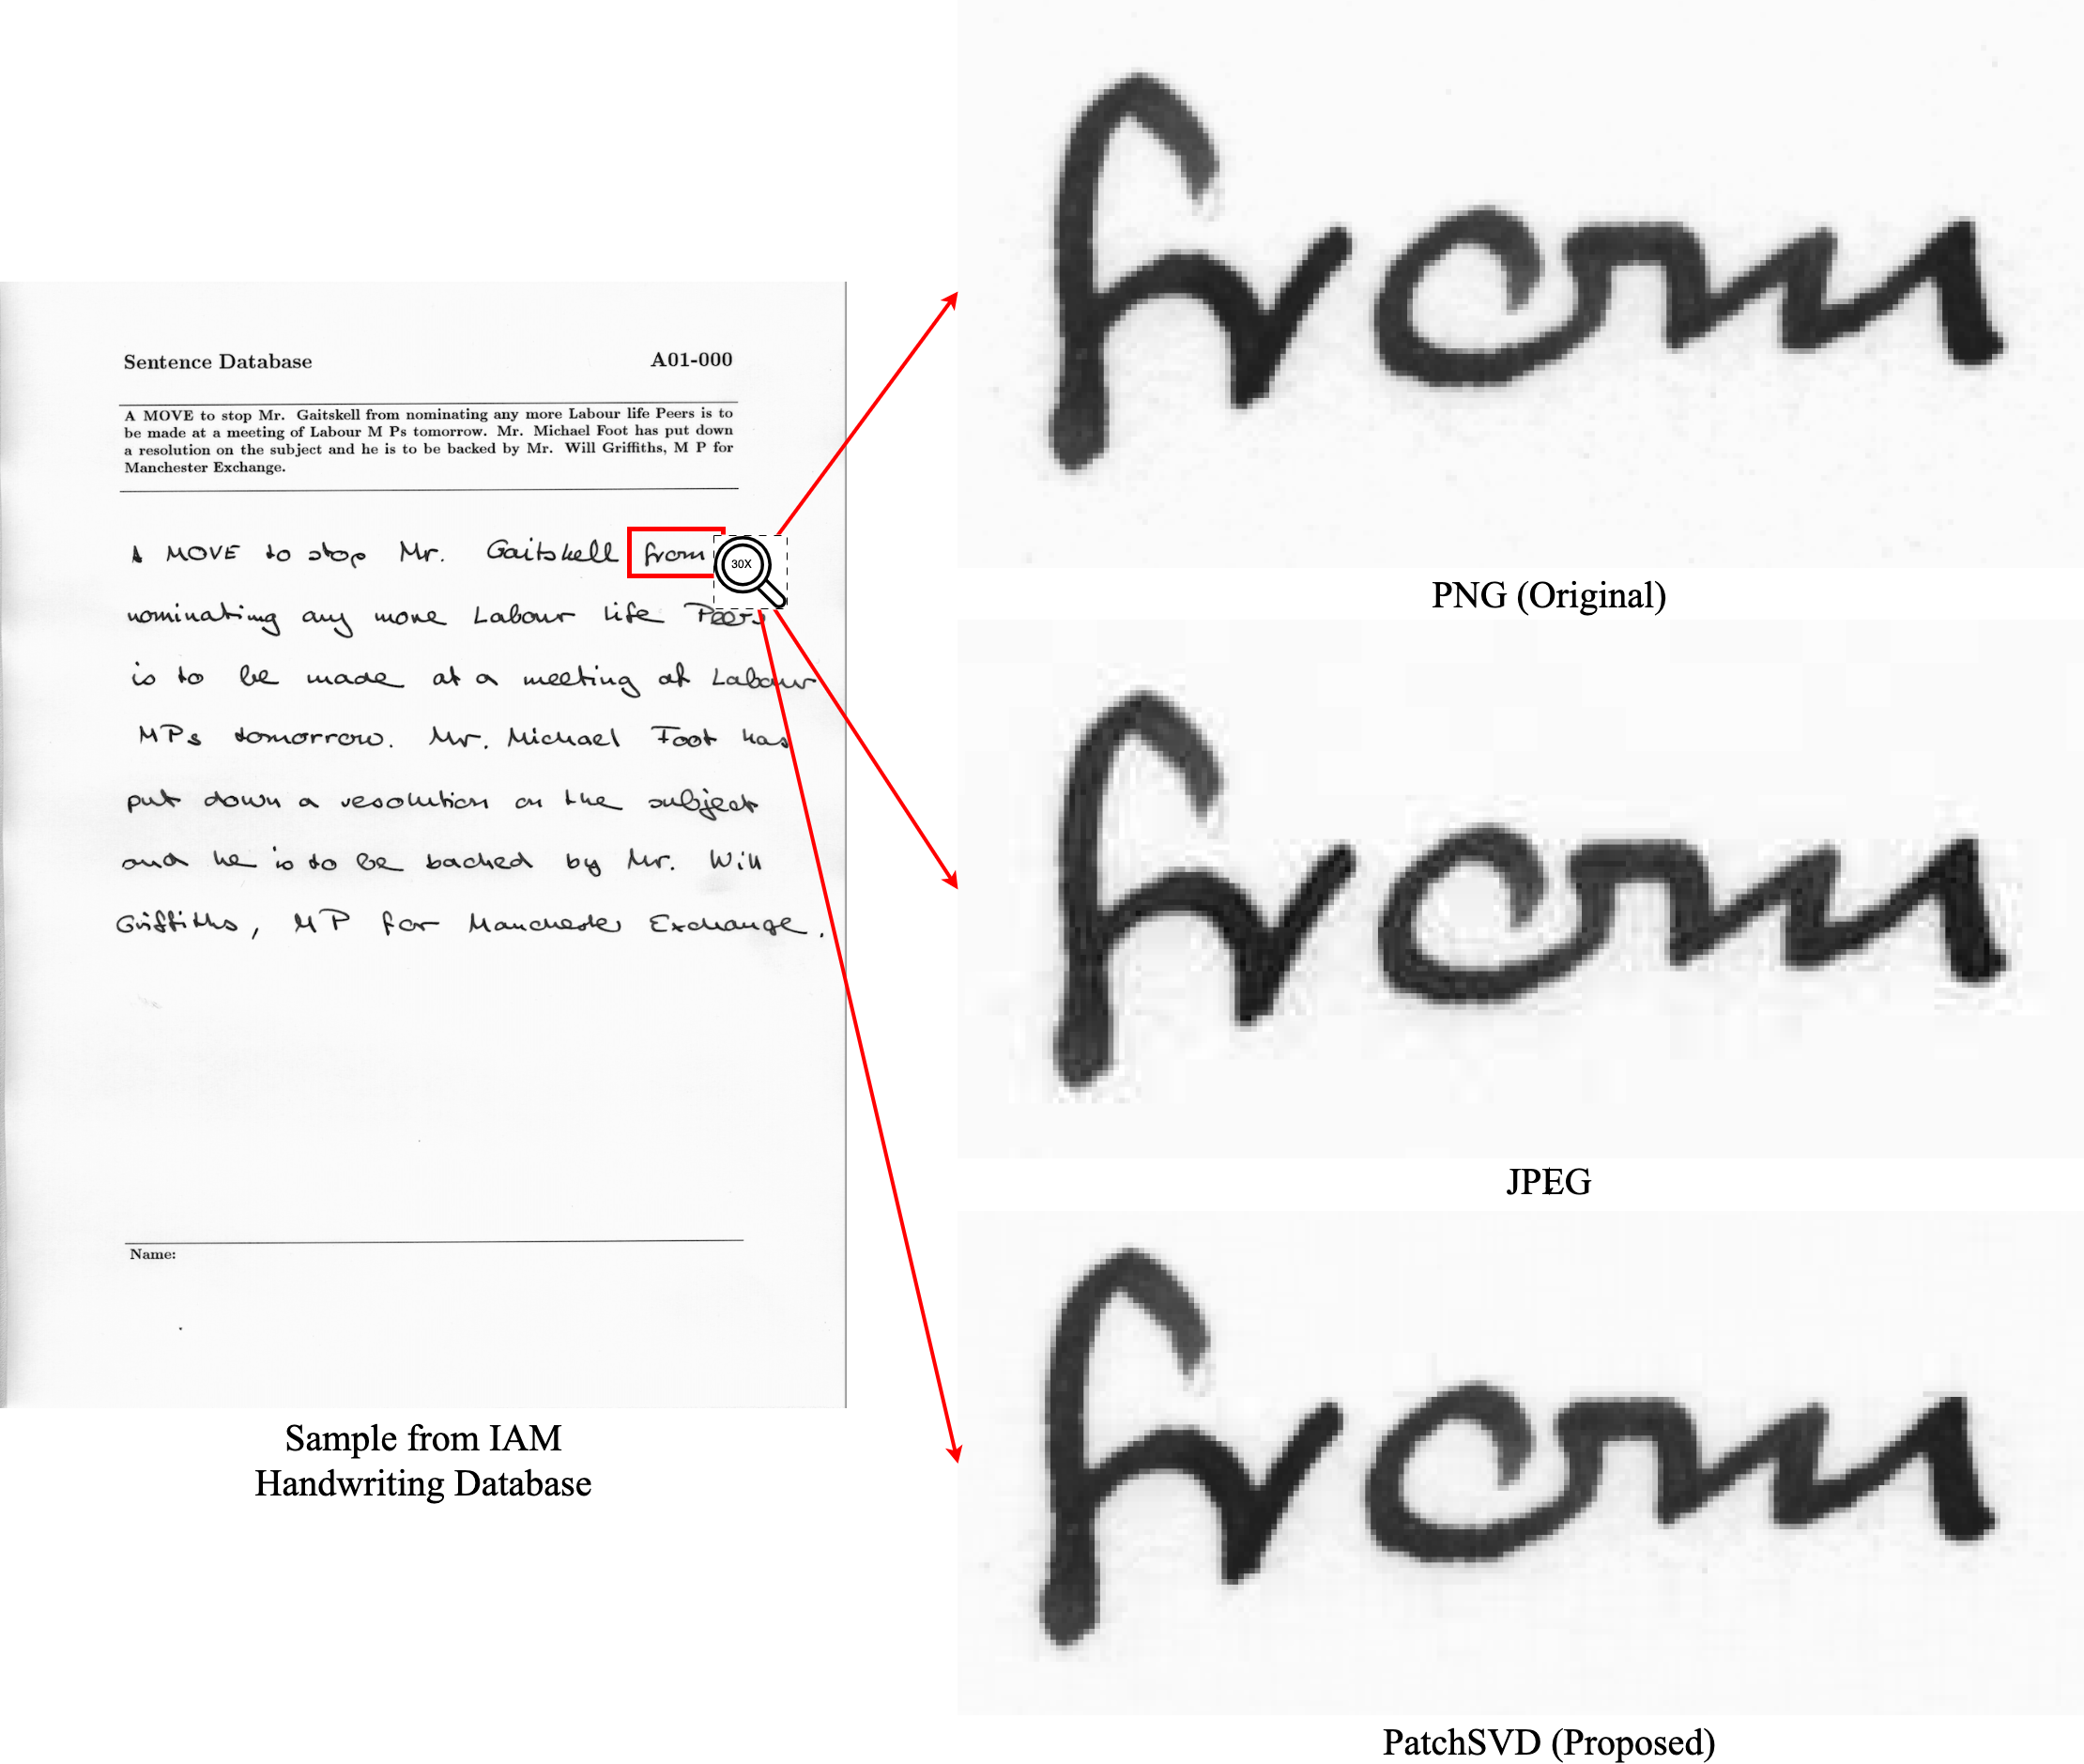 Sentence Database A01-000
A MOVE to stop Mr. Gaitskell from nominating any more Labour life Peers is to
be made at a meeting of Labour M Ps tomorrow. Mr. Michael Foot has put down
a resolution on the subject and he is to be backed by Mr. Will Griffiths, M P for
Manchester Exchange.
A MOVE to stop Mr. Gaitskell from
30X
nominating any more Labour life Peers
is to be made at a meeting of Labour
MPs tomorrow. Mr. Michael Foot has
put down a resolution on the subject
and he is to be backed by Mr. Will
Griffiths, MP for Manchester Exchange.
Name:
Sample from IAM
Handwriting Database
from
PNG (Original)
from
JPEG
from
PatchSVD (Proposed)